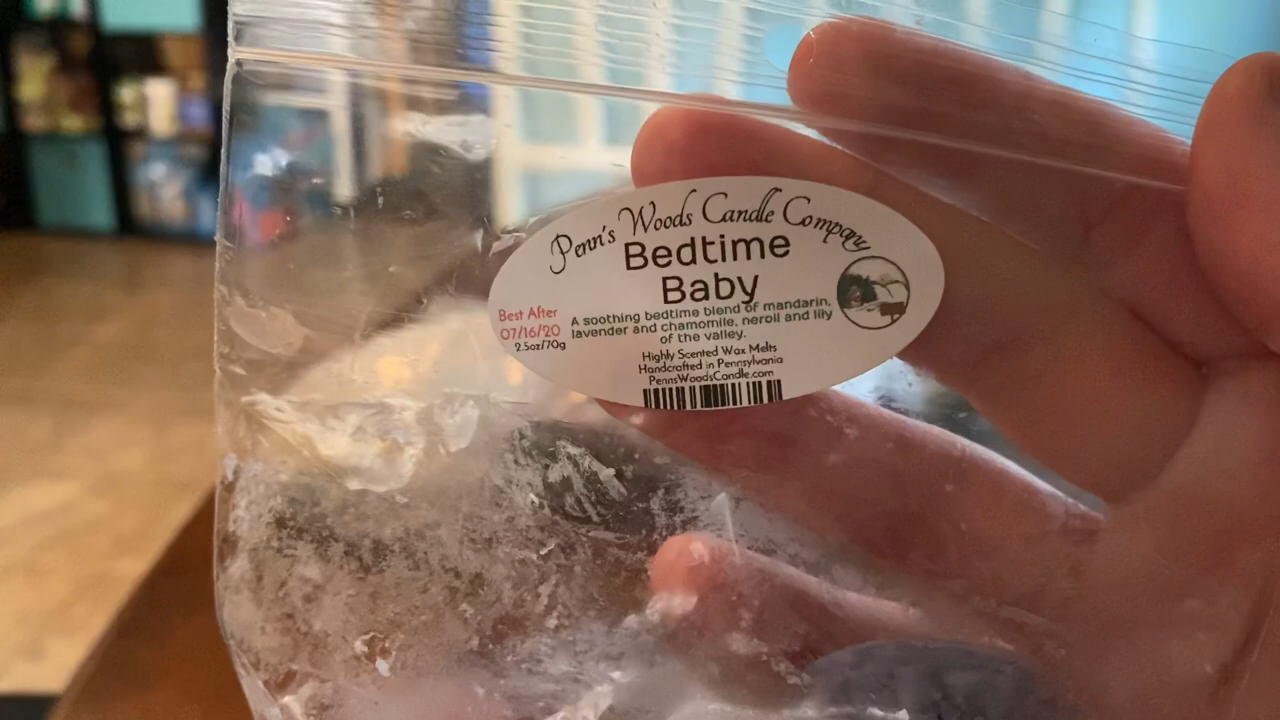 Penn's Woods Candle Company
Bedtime
Baby
Best After
07/16/20
2.5oz/70g
A soothing bedtime blend of mandarin,
lavender and chamomile, neroli and lily
of the valley.
Highly Scented Wax Melts
Handcrafted in Pennsylvania
PennsWoodsCandle.com